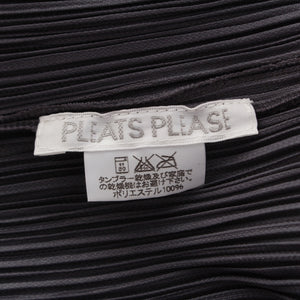 PLEATS PLEASE
タンブラー乾燥及び家庭で
の乾燥機はお避け下さい。
ポリエステル100%